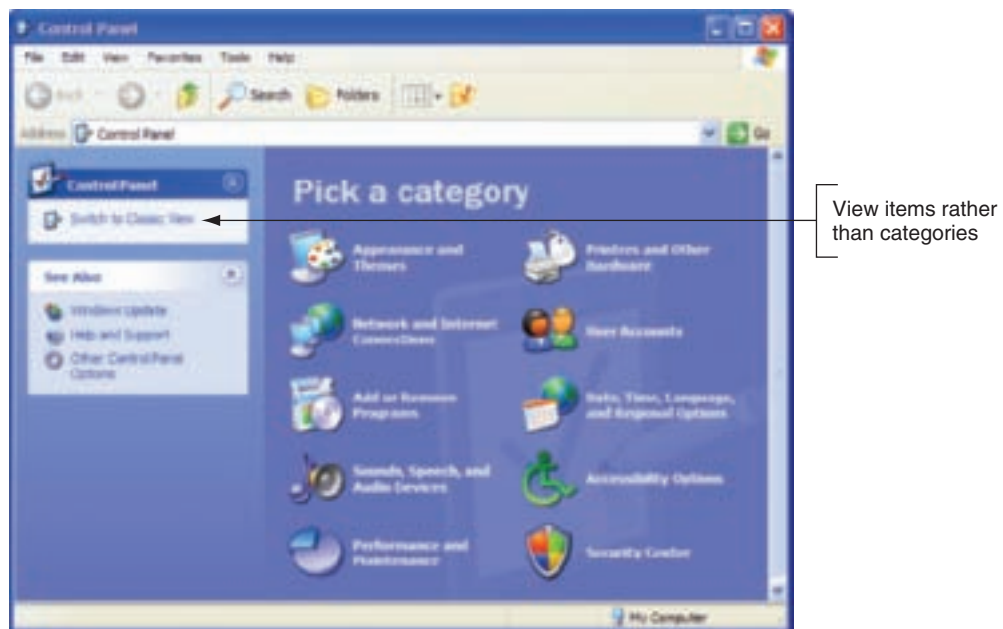 Control Panel
File Edit View Favorites Tools Help
Back Search Folders
Address Control Panel Go
Control Panel
Switch to Classic View
See Also
Windows Update
Help and Support
Other Control Panel
Options
Pick a category
Appearance and
Themes
Printers and Other
Hardware
Network and Internet
Connections
User Accounts
Add or Remove
Programs
Date, Time, Language,
and Regional Options
Sounds, Speech, and
Audio Devices
Accessibility Options
Performance and
Maintenance
Security Center
My Computer
View items rather
than categories